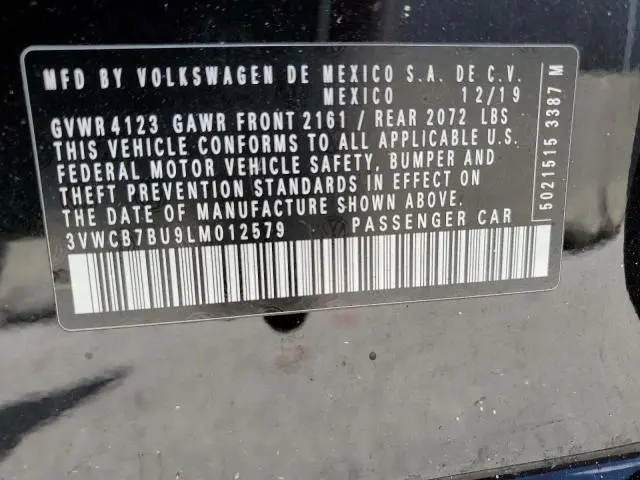 MFD BY VOLKSWAGEN DE MEXICO S.A. DE C.V.
MEXICO 12/19
GVWR 4123 GAWR FRONT 2161 / REAR 2072 LBS
THIS VEHICLE CONFORMS TO ALL APPLICABLE U.S.
FEDERAL MOTOR VEHICLE SAFETY, BUMPER AND
THEFT PREVENTION STANDARDS IN EFFECT ON
THE DATE OF MANUFACTURE SHOWN ABOVE.
3VWCB7BU9LM012579 PASSENGER CAR
5021515 3387 M